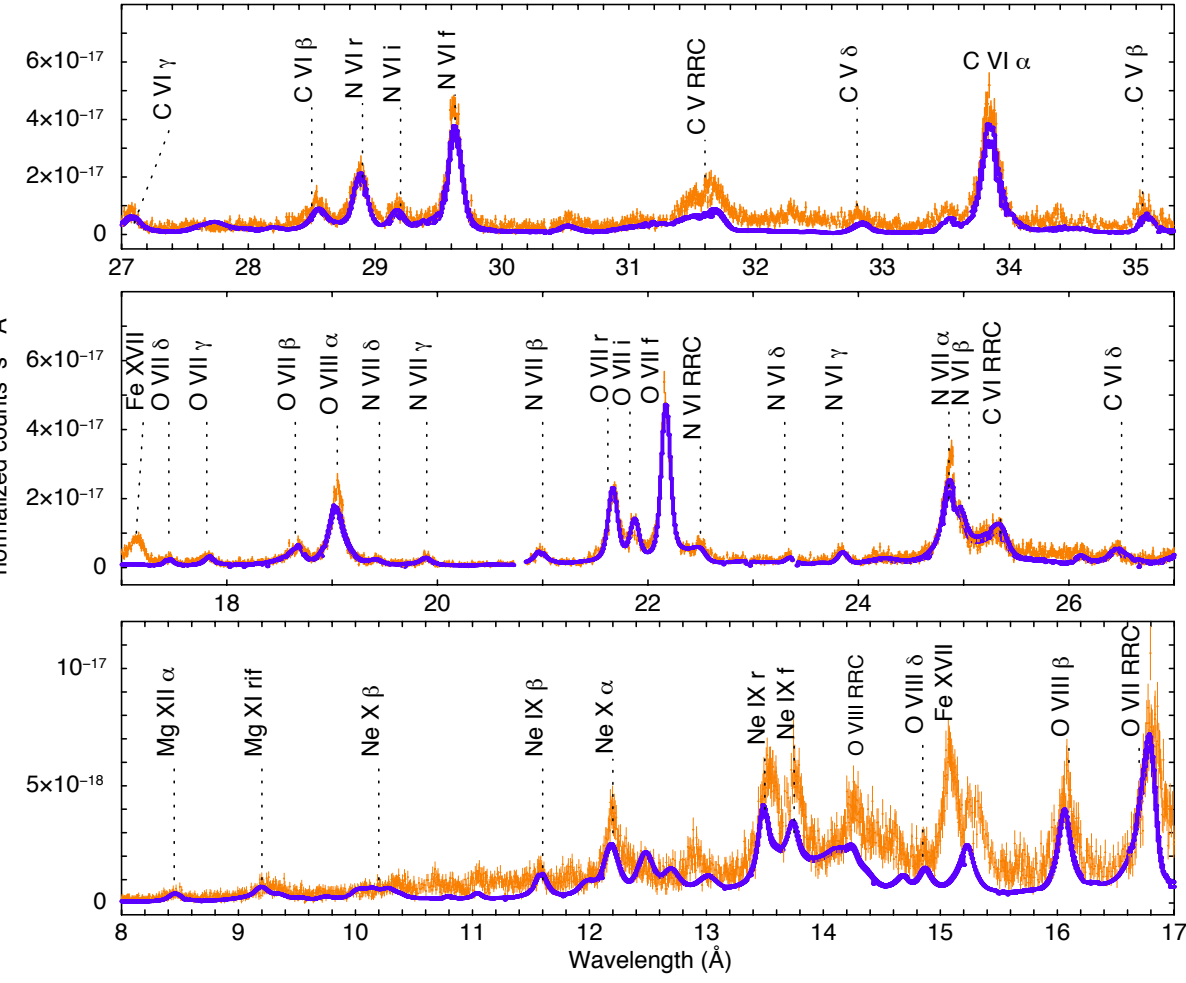 6×10⁻¹⁷
4×10⁻¹⁷
2×10⁻¹⁷
0
C VI γ
C VI β
N VI r
N VI i
N VI f
C V RRC
C V δ
C VI α
C V β
27 28 29 30 31 32 33 34 35
6×10⁻¹⁷
4×10⁻¹⁷
2×10⁻¹⁷
0
Fe XVII
O VII δ
O VII γ
O VII β
O VIII α
N VII δ
N VII γ
N VII β
O VII r
O VII i
O VII f
N VI RRC
N VI δ
N VI γ
N VII α
N VI β
C VI RRC
C VI δ
18 20 22 24 26
10⁻¹⁷
5×10⁻¹⁸
0
Mg XII α
Mg XI rif
Ne X β
Ne IX β
Ne X α
Ne IX r
Ne IX f
O VIII RRC
O VIII δ
Fe XVII
O VIII β
O VII RRC
8 9 10 11 12 13 14 15 16 17
Wavelength (Å)